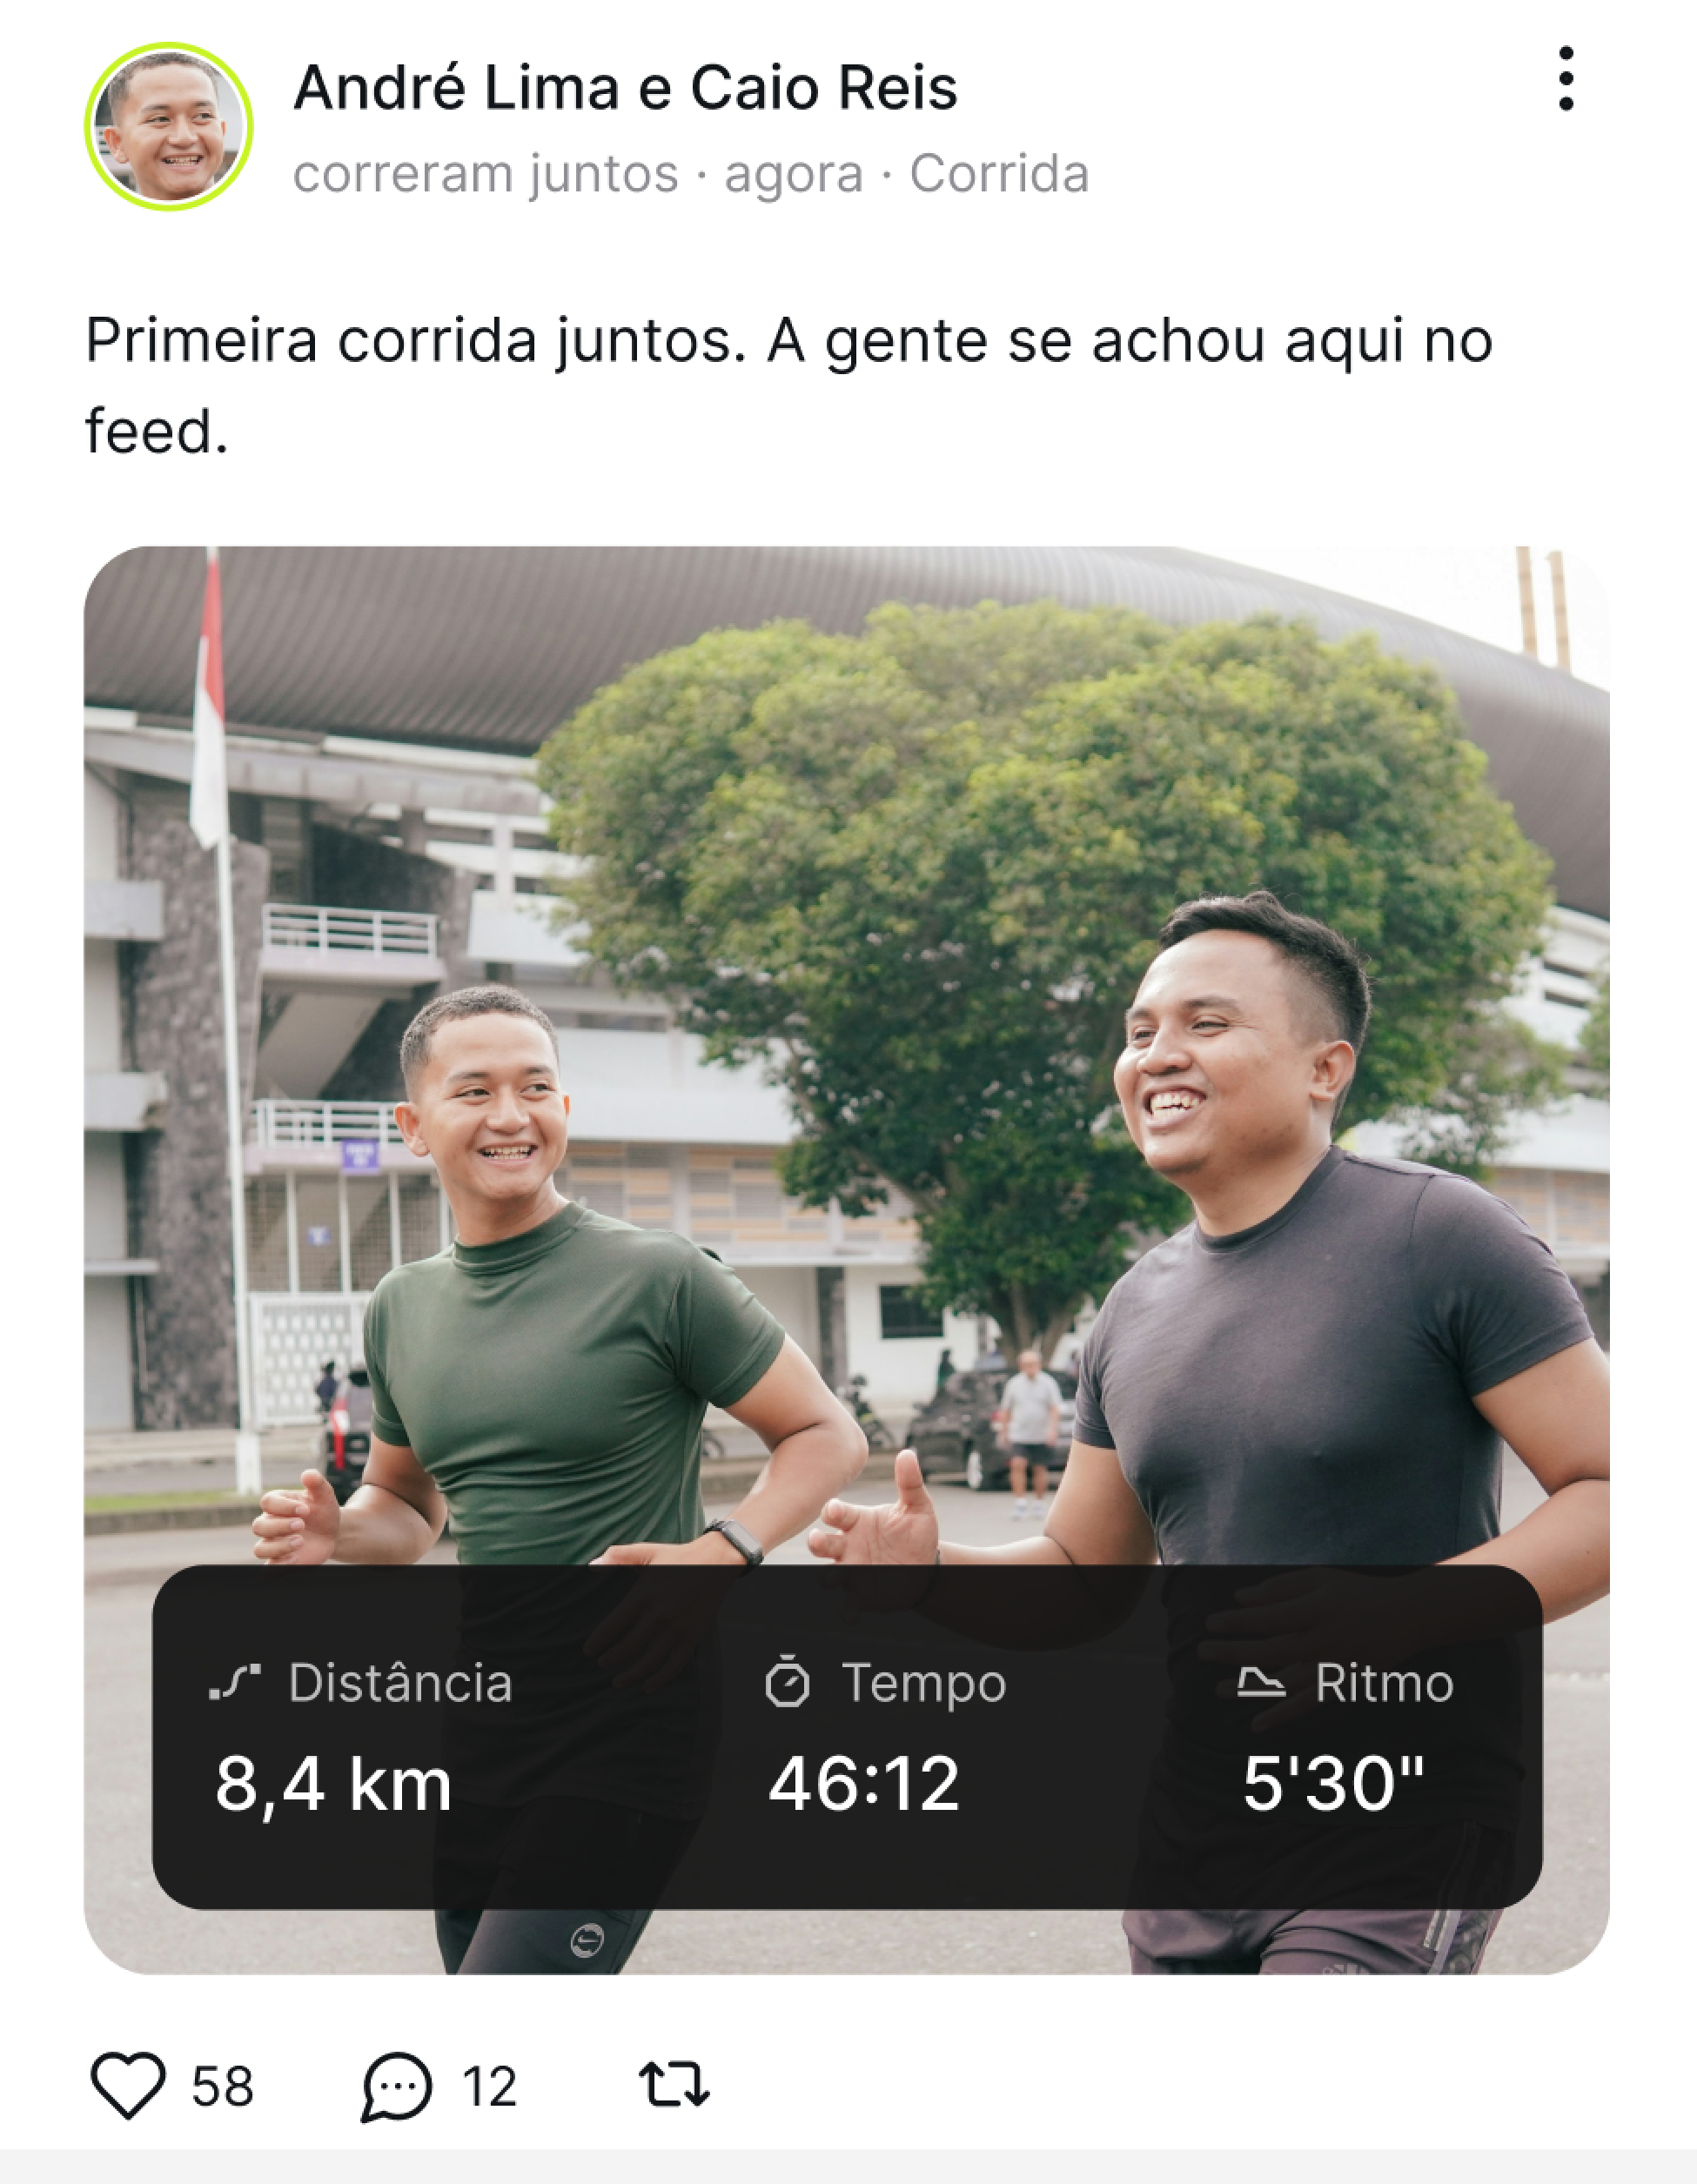 André Lima e Caio Reis
correram juntos · agora · Corrida
Primeira corrida juntos. A gente se achou aqui no
feed.
Distância
Tempo
Ritmo
8,4 km
46:12
5'30"
58
12